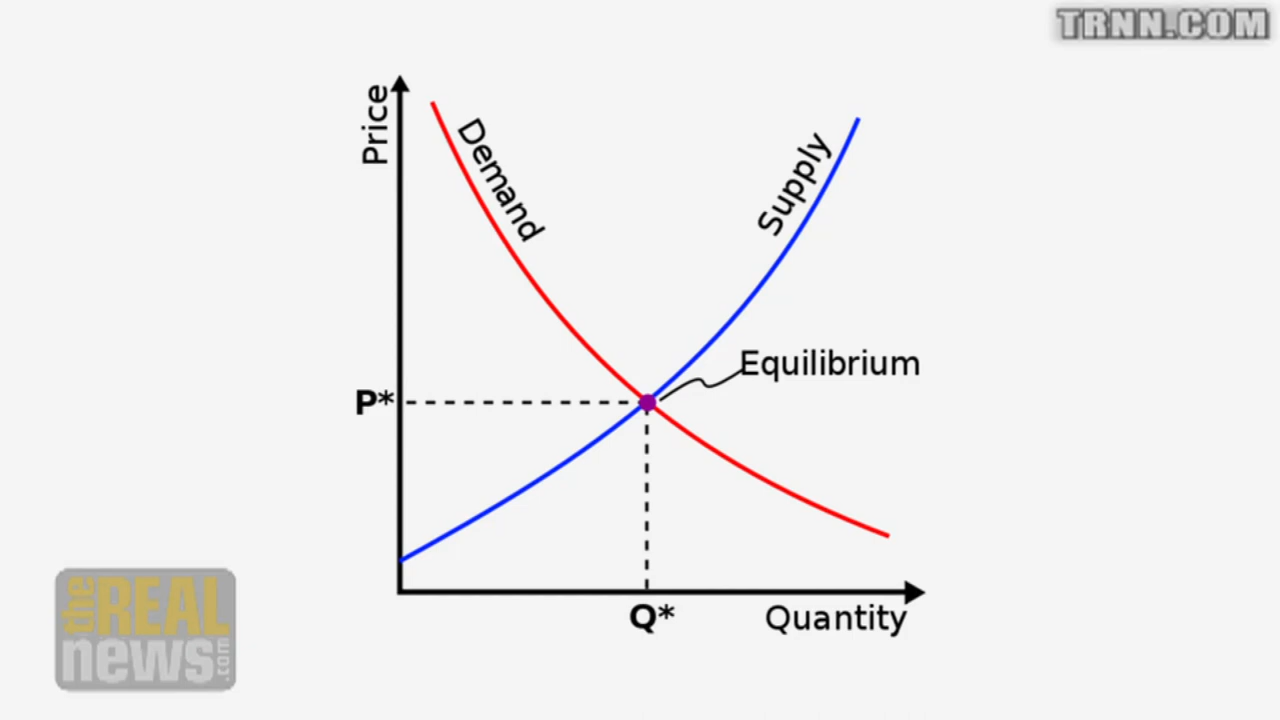 TRNN.COM
Price
Demand
Supply
Equilibrium
P*
Q*
Quantity
the REAL
news.com